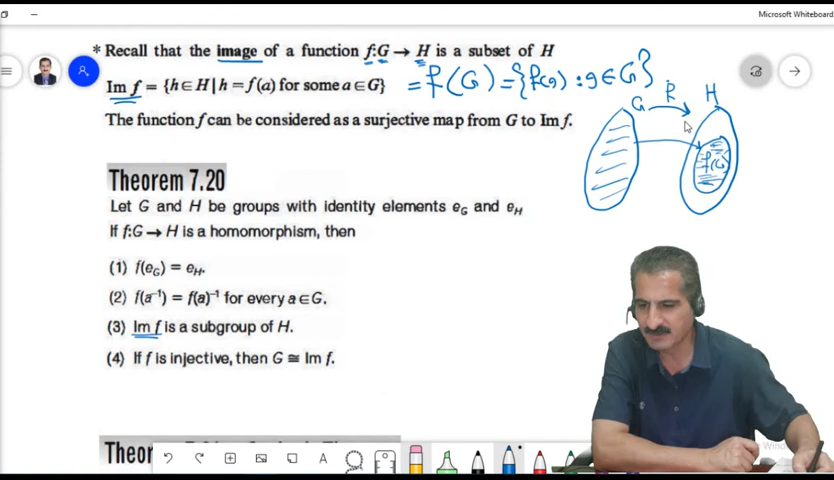 Microsoft Whiteboard
* Recall that the image of a function f:G → H is a subset of H
Im f = {h∈H | h = f(a) for some a∈G} = f(G) = {f(g) : g∈G}
The function f can be considered as a surjective map from G to Im f.
G f H
f(G)
Theorem 7.20
Let G and H be groups with identity elements e_G and e_H
If f:G → H is a homomorphism, then
(1) f(e_G) = e_H.
(2) f(a⁻¹) = f(a)⁻¹ for every a∈G.
(3) Im f is a subgroup of H.
(4) If f is injective, then G ≅ Im f.